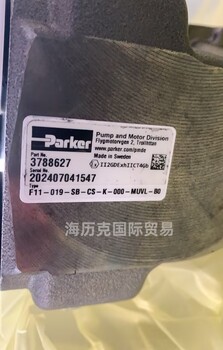 Parker
Pump and Motor Division
Flygmotorvägen 2, Trollhättan
www.parker.com/pmde
Made in Sweden
Part No.
3788627
Serial No.
202407041547
II2GDExhIICT4Gb
Type
F11-019-SB-CS-K-000-MUVL-B0
海历克国际贸易